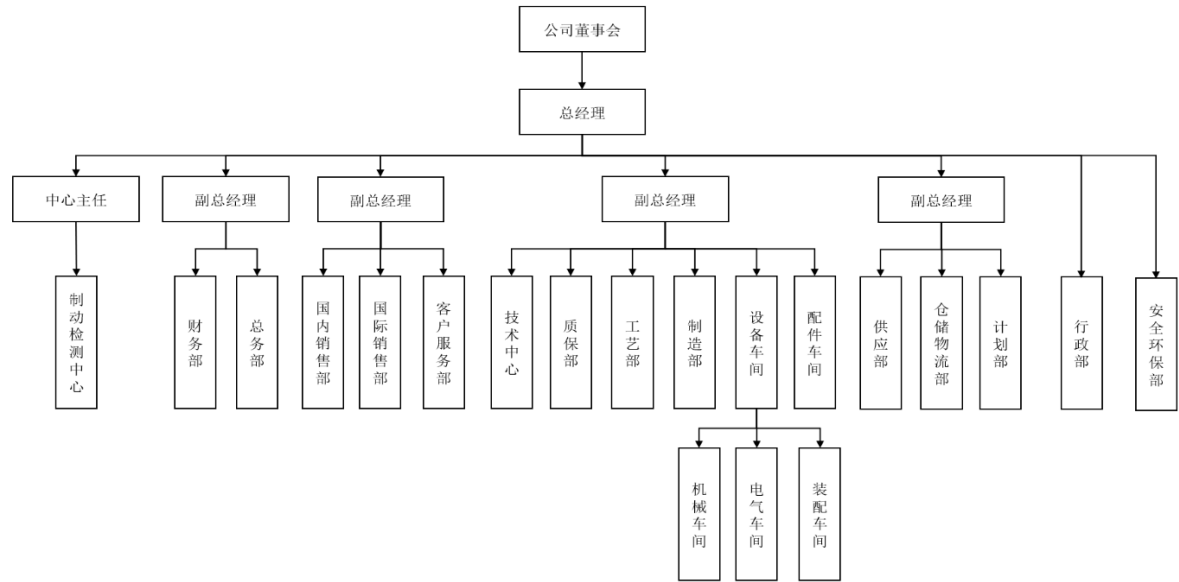 公司董事会
总经理
中心主任
副总经理
副总经理
副总经理
副总经理
制动检测中心
财务部
总务部
国内销售部
国际销售部
客户服务部
技术中心
质保部
工艺部
制造部
设备车间
配件车间
供应部
仓储物流部
计划部
行政部
安全环保部
机械车间
电气车间
装配车间